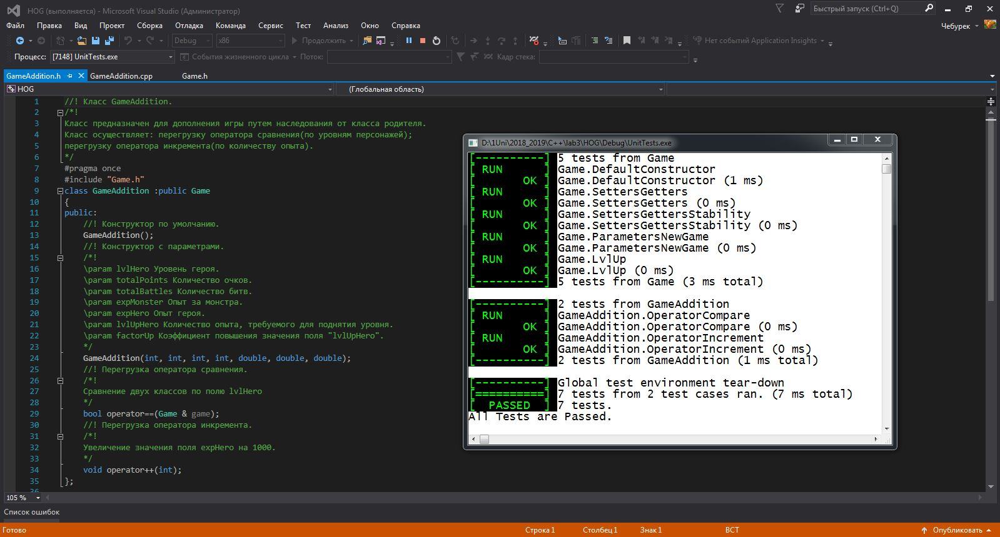 HOG (выполняется) - Microsoft Visual Studio (Администратор)
Быстрый запуск (Ctrl+Q)
Файл Правка Вид Проект Сборка Отладка Команда Сервис Тест Анализ Окно Справка
Чебурек
Debug x86 Продолжить Нет событий Application Insights
Процесс: [7148] UnitTests.exe События жизненного цикла Поток: Кадр стека:
GameAddition.h GameAddition.cpp Game.h
HOG (Глобальная область)
1 //! Класс GameAddition.
2 /*!
3 Класс предназначен для дополнения игры путем наследования от класса родителя.
4 Класс осуществляет: перегрузку оператора сравнения(по уровням персонажей);
5 перегрузку оператора инкремента(по количеству опыта).
6 */
7 #pragma once
8 #include "Game.h"
9 class GameAddition :public Game
10 {
11 public:
12 //! Конструктор по умолчанию.
13 GameAddition();
14 //! Конструктор с параметрами.
15 /*!
16 \param lvlHero Уровень героя.
17 \param totalPoints Количество очков.
18 \param totalBattles Количество битв.
19 \param expMonster Опыт за монстра.
20 \param expHero Опыт героя.
21 \param lvlUpHero Количество опыта, требуемого для поднятия уровня.
22 \param factorUp Коэффициент повышения значения поля "lvlUpHero".
23 */
24 GameAddition(int, int, int, int, double, double, double);
25 //! Перегрузка оператора сравнения.
26 /*!
27 Сравнение двух классов по полю lvlHero
28 */
29 bool operator==(Game & game);
30 //! Перегрузка оператора инкремента.
31 /*!
32 Увеличение значения поля expHero на 1000.
33 */
34 void operator++(int);
35 };
36
D:\1Uni\2018_2019\C++\lab3\HOG\Debug\UnitTests.exe
[----------] 5 tests from Game
[ RUN      ] Game.DefaultConstructor
[       OK ] Game.DefaultConstructor (1 ms)
[ RUN      ] Game.SettersGetters
[       OK ] Game.SettersGetters (0 ms)
[ RUN      ] Game.SettersGettersStability
[       OK ] Game.SettersGettersStability (0 ms)
[ RUN      ] Game.ParametersNewGame
[       OK ] Game.ParametersNewGame (0 ms)
[ RUN      ] Game.LvlUp
[       OK ] Game.LvlUp (0 ms)
[----------] 5 tests from Game (3 ms total)
[----------] 2 tests from GameAddition
[ RUN      ] GameAddition.OperatorCompare
[       OK ] GameAddition.OperatorCompare (0 ms)
[ RUN      ] GameAddition.OperatorIncrement
[       OK ] GameAddition.OperatorIncrement (0 ms)
[----------] 2 tests from GameAddition (1 ms total)
[----------] Global test environment tear-down
[==========] 7 tests from 2 test cases ran. (7 ms total)
[  PASSED  ] 7 tests.
All Tests are Passed.
105 %
Список ошибок
Готово Строка 1 Столбец 1 Знак 1 ВСТ Опубликовать